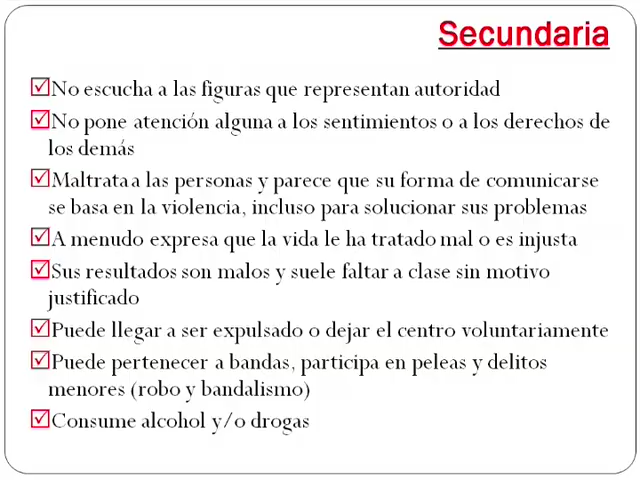 Secundaria
No escucha a las figuras que representan autoridad
No pone atención alguna a los sentimientos o a los derechos de
los demás
Maltrata a las personas y parece que su forma de comunicarse
se basa en la violencia, incluso para solucionar sus problemas
A menudo expresa que la vida le ha tratado mal o es injusta
Sus resultados son malos y suele faltar a clase sin motivo
justificado
Puede llegar a ser expulsado o dejar el centro voluntariamente
Puede pertenecer a bandas, participa en peleas y delitos
menores (robo y bandalismo)
Consume alcohol y/o drogas